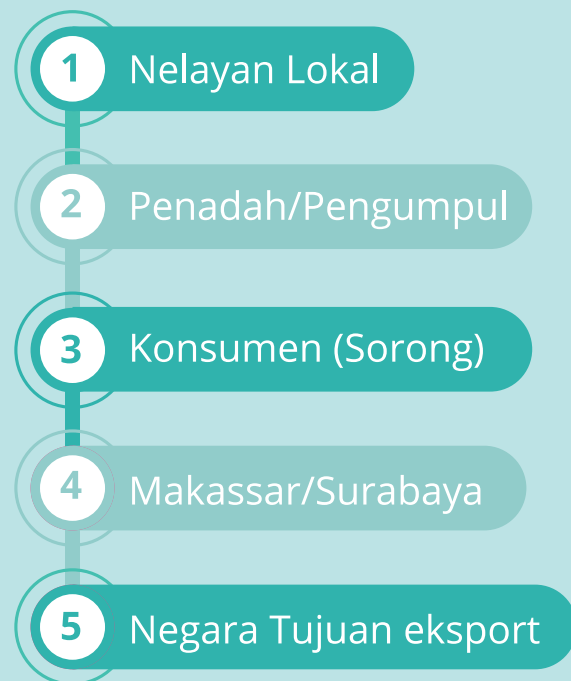 1 Nelayan Lokal
2 Penadah/Pengumpul
3 Konsumen (Sorong)
4 Makassar/Surabaya
5 Negara Tujuan eksport